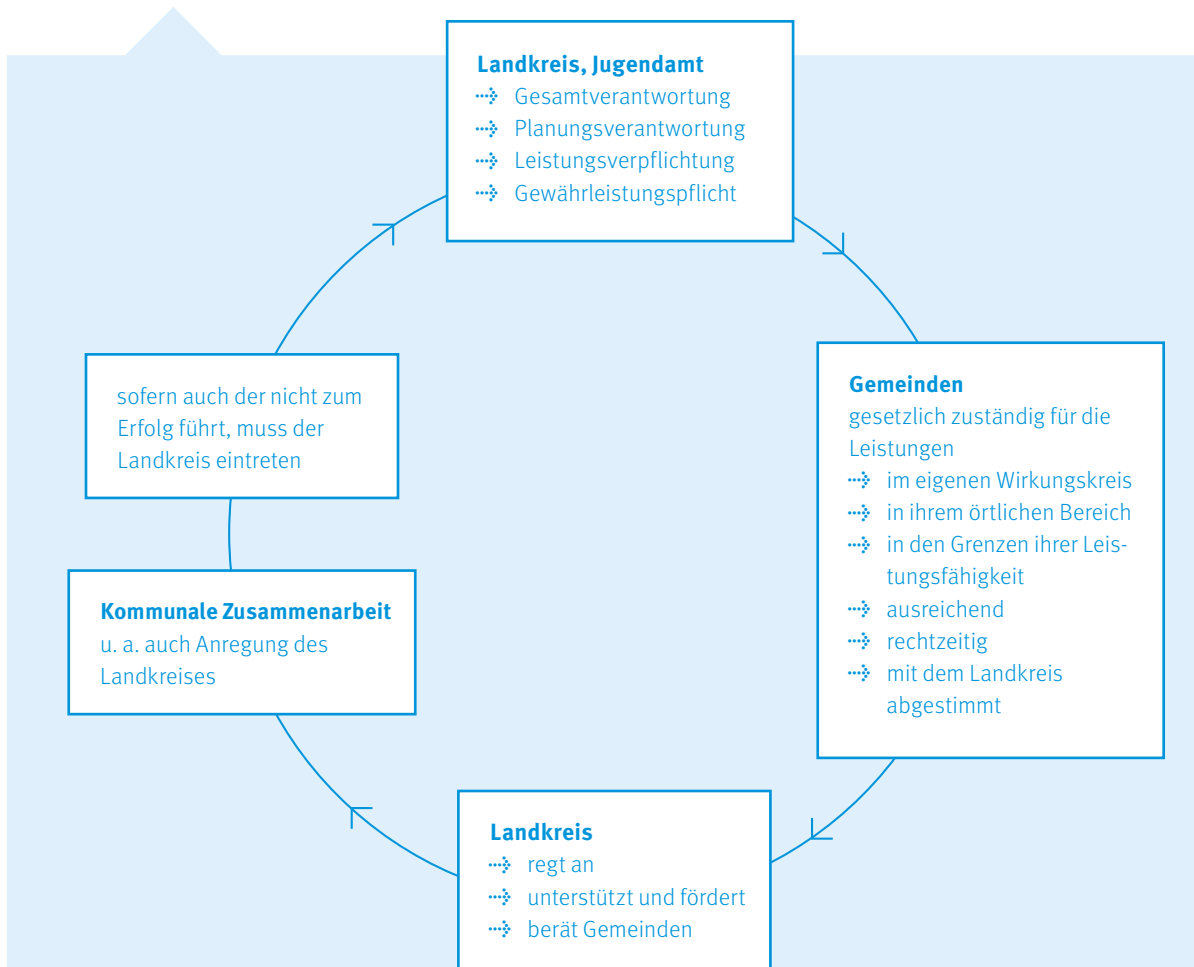 Landkreis, Jugendamt
Gesamtverantwortung
Planungsverantwortung
Leistungsverpflichtung
Gewährleistungspflicht
Gemeinden
gesetzlich zuständig für die
Leistungen
im eigenen Wirkungskreis
in ihrem örtlichen Bereich
in den Grenzen ihrer Leis-
tungsfähigkeit
ausreichend
rechtzeitig
mit dem Landkreis
abgestimmt
Landkreis
regt an
unterstützt und fördert
berät Gemeinden
Kommunale Zusammenarbeit
u. a. auch Anregung des
Landkreises
sofern auch der nicht zum
Erfolg führt, muss der
Landkreis eintreten